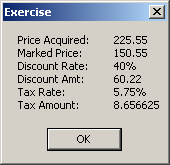 Exercise
Price Acquired: 225.55
Marked Price: 150.55
Discount Rate: 40%
Discount Amt: 60.22
Tax Rate: 5.75%
Tax Amount: 8.656625
OK